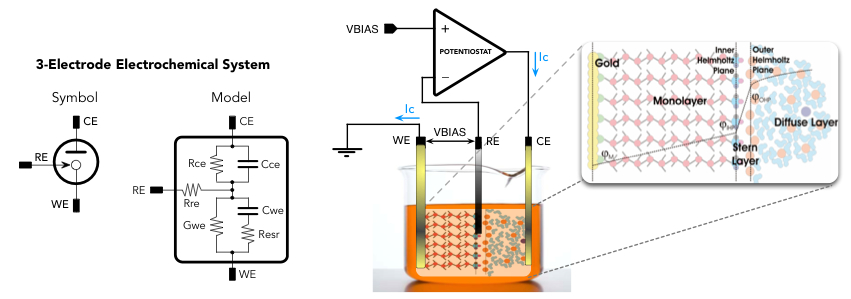 3-Electrode Electrochemical System
Symbol
Model
CE
RE
WE
CE
Rce
Cce
RE
Rre
Gwe
Cwe
Resr
WE
VBIAS
+
POTENTIOSTAT
−
Ic
Ic
WE
VBIAS
RE
CE
Gold
Monolayer
Inner
Helmholtz
Plane
Outer
Helmholtz
Plane
φM
φIHP
φOHP
Stern
Layer
Diffuse Layer